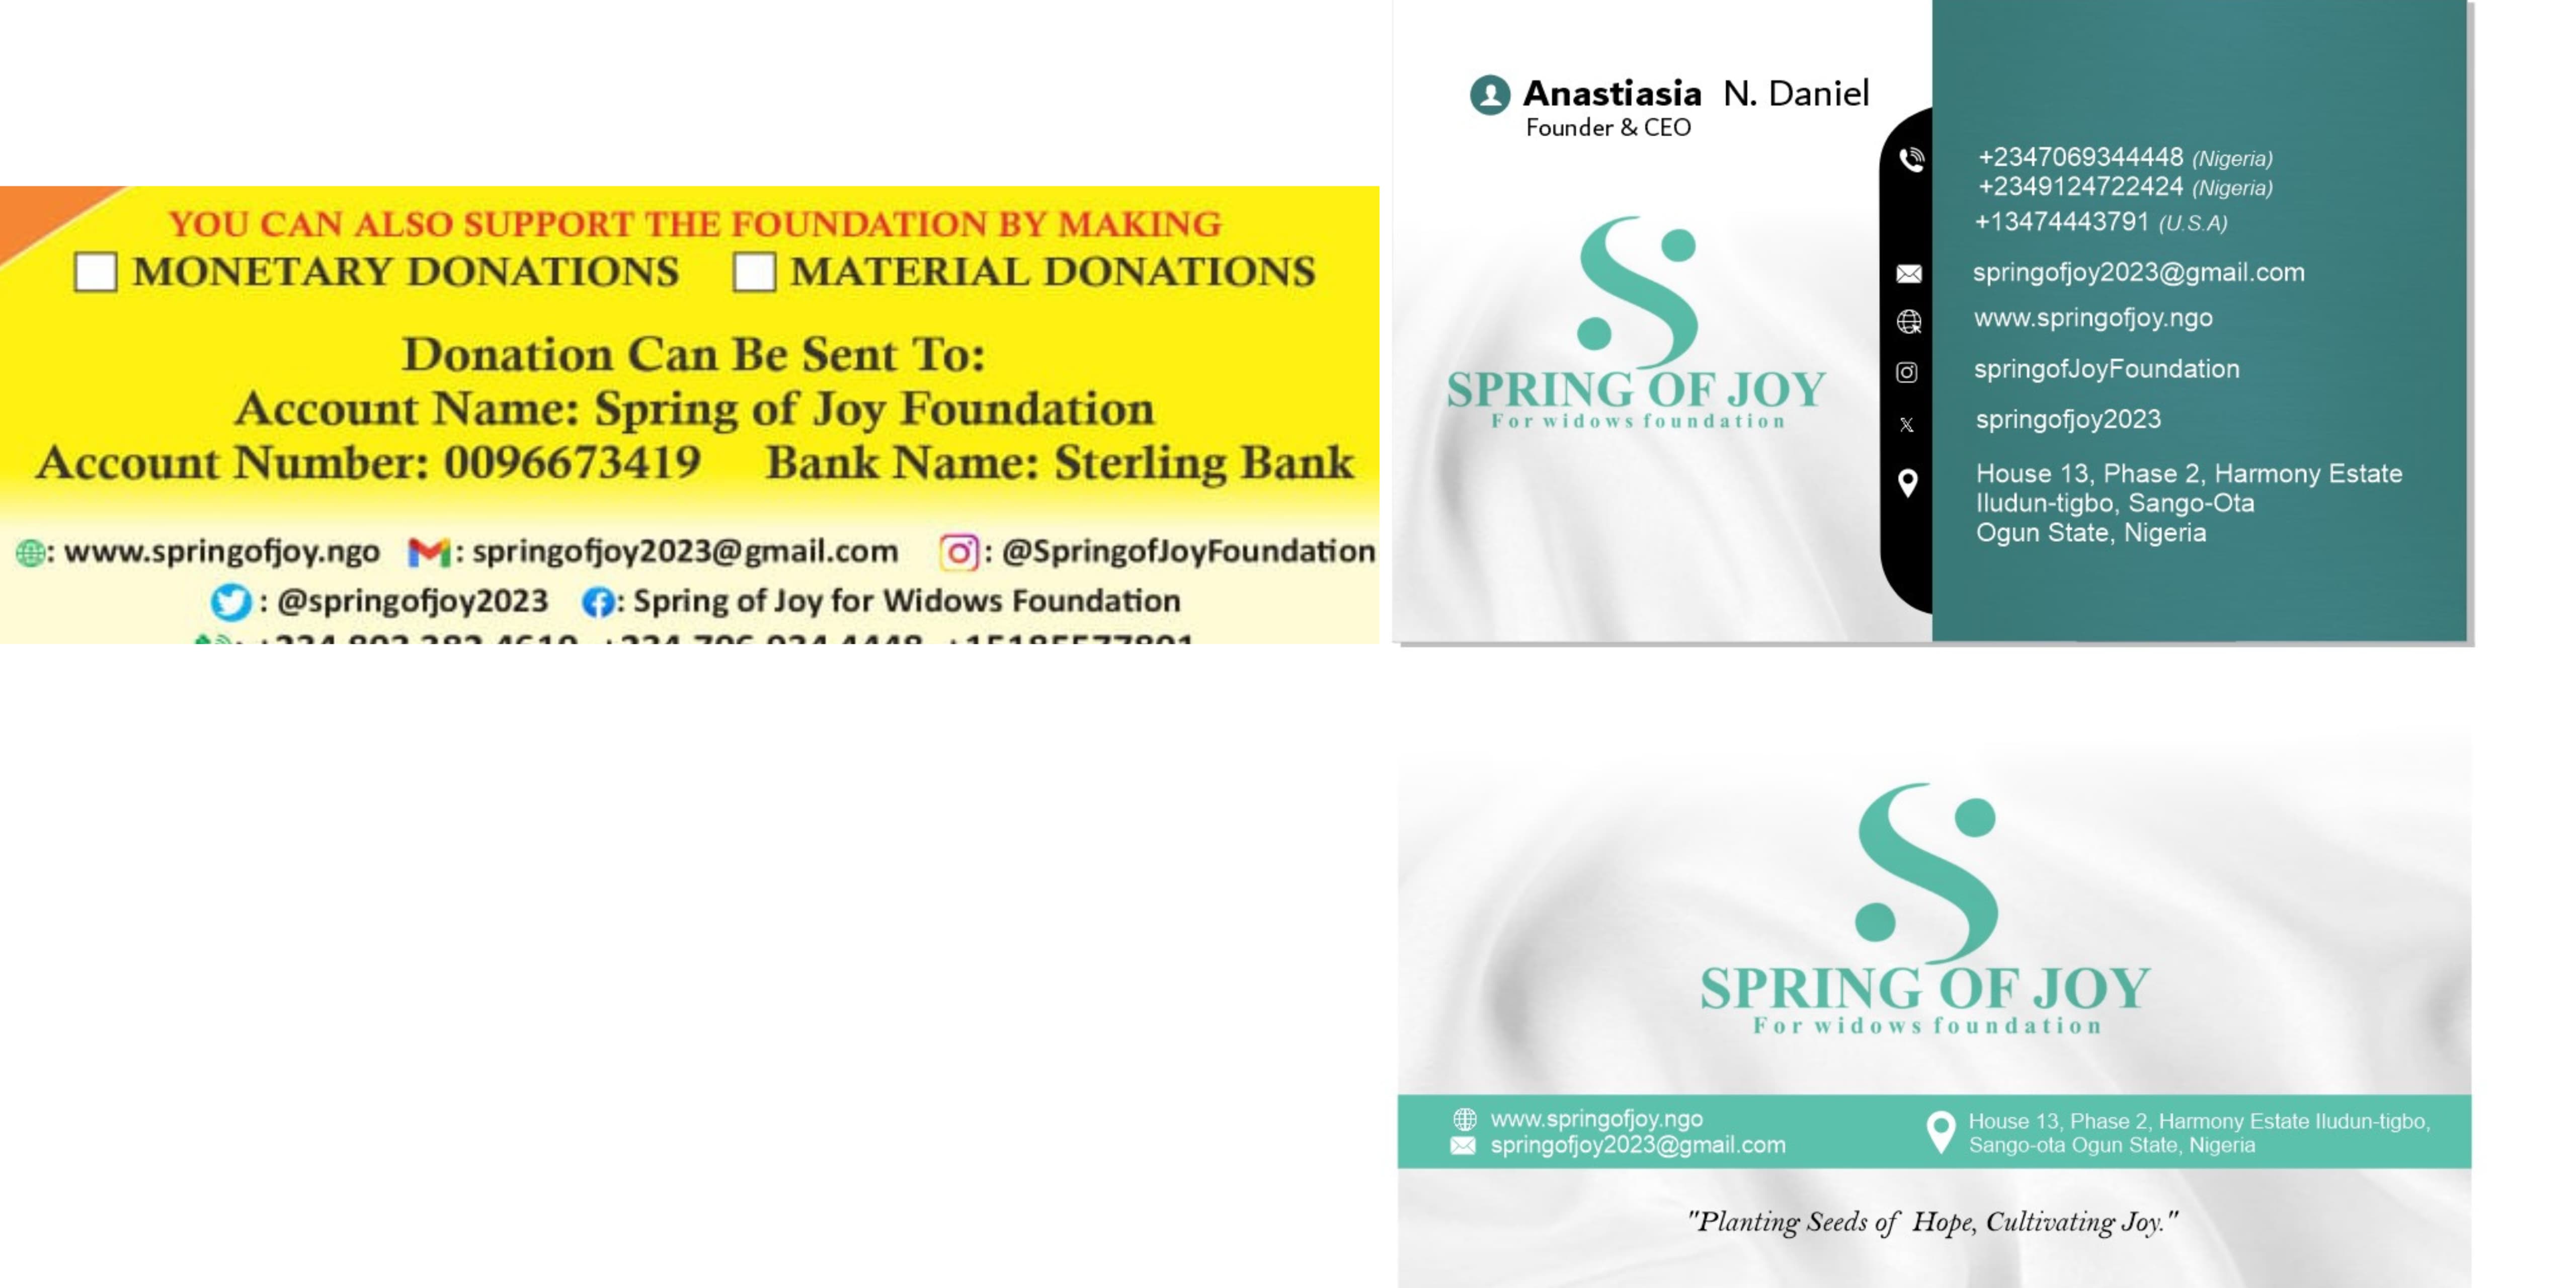 YOU CAN ALSO SUPPORT THE FOUNDATION BY MAKING
MONETARY DONATIONS MATERIAL DONATIONS
Donation Can Be Sent To:
Account Name: Spring of Joy Foundation
Account Number: 0096673419 Bank Name: Sterling Bank
: www.springofjoy.ngo : springofjoy2023@gmail.com : @SpringofJoyFoundation
: @springofjoy2023 : Spring of Joy for Widows Foundation
Anastiasia N. Daniel
Founder & CEO
SPRING OF JOY
For widows foundation
+2347069344448 (Nigeria)
+2349124722424 (Nigeria)
+13474443791 (U.S.A)
springofjoy2023@gmail.com
www.springofjoy.ngo
springofJoyFoundation
springofjoy2023
House 13, Phase 2, Harmony Estate
Iludun-tigbo, Sango-Ota
Ogun State, Nigeria
SPRING OF JOY
For widows foundation
www.springofjoy.ngo
springofjoy2023@gmail.com
House 13, Phase 2, Harmony Estate Iludun-tigbo,
Sango-ota Ogun State, Nigeria
"Planting Seeds of Hope, Cultivating Joy."